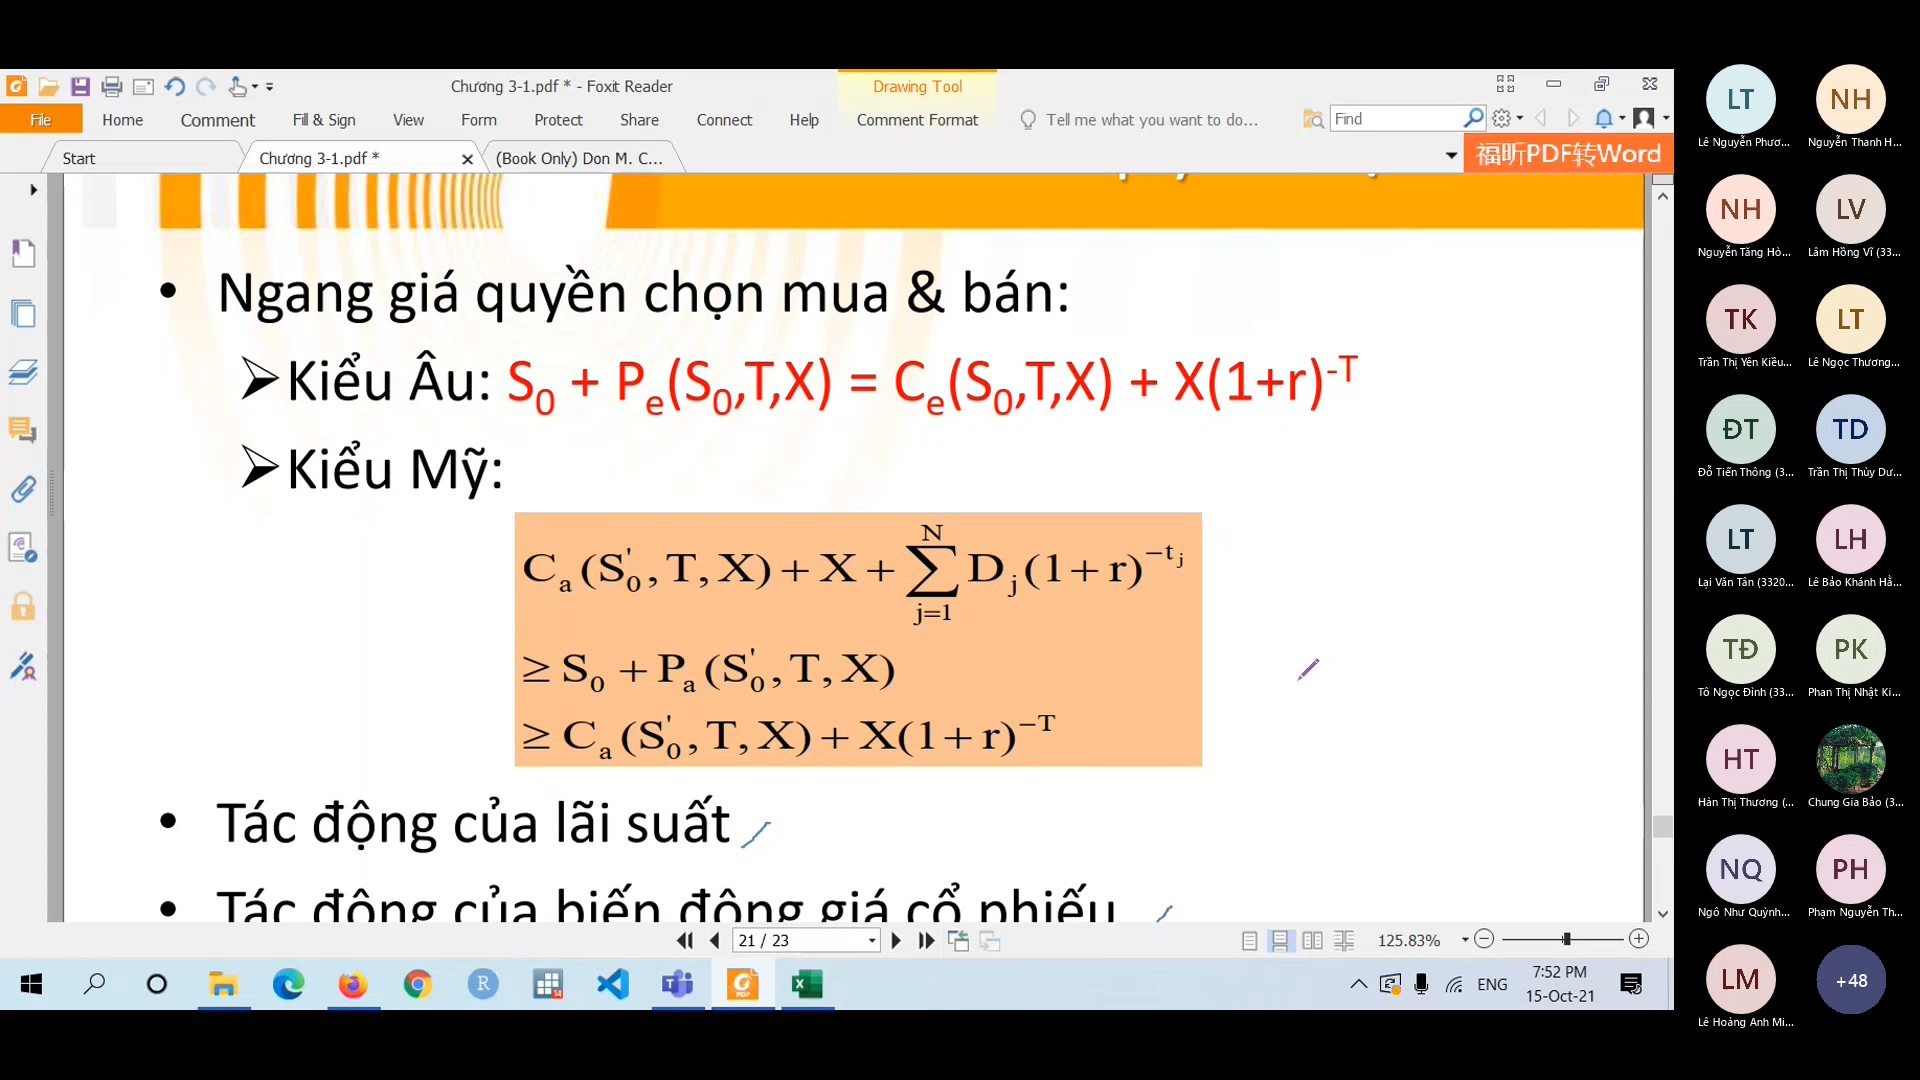 Chương 3-1.pdf * - Foxit Reader
Drawing Tool
File
Home
Comment
Fill & Sign
View
Form
Protect
Share
Connect
Help
Comment Format
Tell me what you want to do...
Find
Start
Chương 3-1.pdf *
(Book Only) Don M. C...
福昕PDF转Word
• Ngang giá quyền chọn mua & bán:
➢Kiểu Âu: S₀ + Pₑ(S₀,T,X) = Cₑ(S₀,T,X) + X(1+r)^-T
➢Kiểu Mỹ:
Cₐ(S'₀,T,X)+X+∑_{j=1}^{N} D_j(1+r)^{-t_j}
≥ S₀ + Pₐ(S'₀,T,X)
≥ Cₐ(S'₀,T,X)+X(1+r)^{-T}
• Tác động của lãi suất
• Tác động của biến động giá cổ phiếu
21 / 23
125.83%
14
ENG
7:52 PM
15-Oct-21
LT
Lê Nguyễn Phươ...
NH
Nguyễn Thanh H...
NH
Nguyễn Tăng Hò...
LV
Lâm Hồng Vĩ (33...
TK
Trần Thị Yên Kiều...
LT
Lê Ngọc Thương...
ĐT
Đỗ Tiến Thông (3...
TD
Trần Thị Thùy Dư...
LT
Lại Văn Tân (3320...
LH
Lê Bảo Khánh Hằ...
TĐ
Tô Ngọc Đình (33...
PK
Phan Thị Nhật Ki...
HT
Hàn Thị Thương (...
Chung Gia Bảo (3...
NQ
Ngô Như Quỳnh...
PH
Phạm Nguyễn Th...
LM
Lê Hoàng Anh Mi...
+48